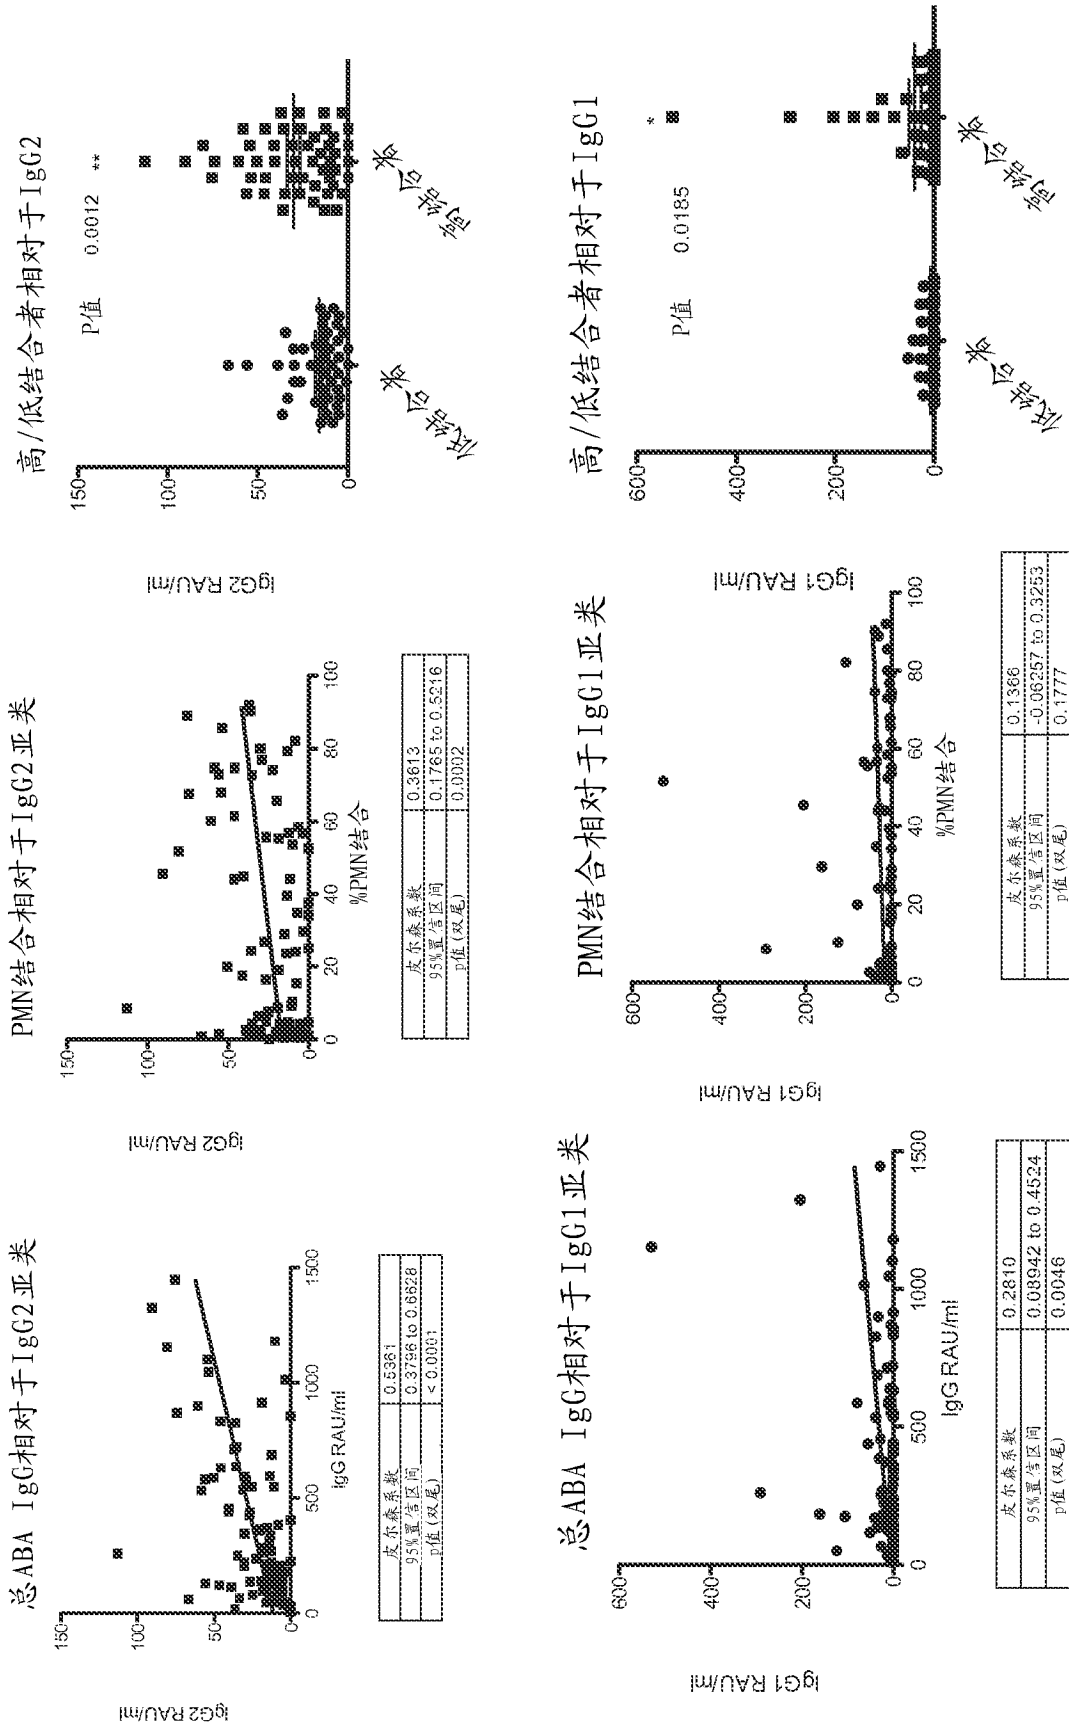 总ABA IgG相对于IgG2亚类
IgG2 RAU/ml
150
100
50
0
0
500
1000
1500
IgG RAU/ml
皮尔森系数 0.5361
95%置信区间 0.3796 to 0.6628
p值(双尾) < 0.0001
PMN结合相对于IgG2亚类
IgG2 RAU/ml
150
100
50
0
0
20
40
60
80
100
%PMN结合
皮尔森系数 0.3613
95%置信区间 0.1765 to 0.5216
p值(双尾) 0.0002
高/低结合者相对于IgG2
IgG2 RAU/ml
150
100
50
0
P值 0.0012 **
低结合者
高结合者
总ABA IgG相对于IgG1亚类
IgG1 RAU/ml
600
400
200
0
0
500
1000
1500
IgG RAU/ml
皮尔森系数 0.2810
95%置信区间 0.08942 to 0.4524
p值(双尾) 0.0046
PMN结合相对于IgG1亚类
IgG1 RAU/ml
600
400
200
0
0
20
40
60
80
100
%PMN结合
皮尔森系数 0.1366
95%置信区间 -0.06257 to 0.3253
p值(双尾) 0.1777
高/低结合者相对于IgG1
IgG1 RAU/ml
600
400
200
0
P值 0.0185 *
低结合者
高结合者